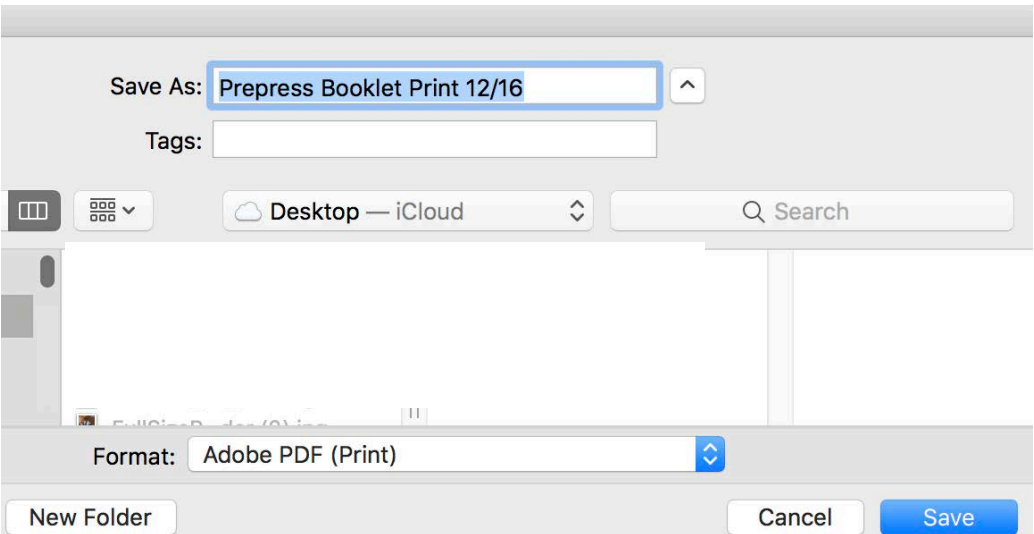 Save As: Prepress Booklet Print 12/16
Tags:
Desktop — iCloud Search
Format: Adobe PDF (Print)
New Folder Cancel Save